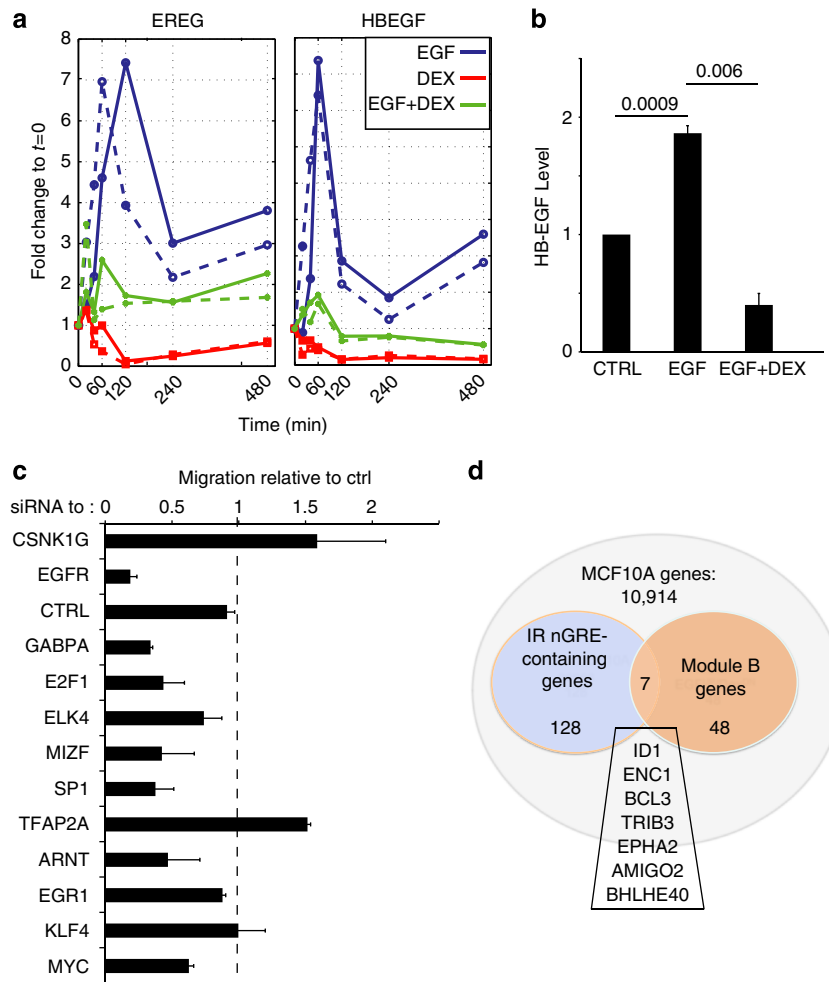 a
EREG
HBEGF
Fold change to t=0
8
7
6
5
4
3
2
1
0
EGF
DEX
EGF+DEX
0
60
120
240
480
0
60
120
240
480
Time (min)
b
HB-EGF Level
0.006
0.0009
2
1
0
CTRL
EGF
EGF+DEX
c
Migration relative to ctrl
siRNA to :
0
0.5
1
1.5
2
CSNK1G
EGFR
CTRL
GABPA
E2F1
ELK4
MIZF
SP1
TFAP2A
ARNT
EGR1
KLF4
MYC
d
MCF10A genes:
10,914
IR nGRE-
containing
genes
128
7
Module B
genes
48
ID1
ENC1
BCL3
TRIB3
EPHA2
AMIGO2
BHLHE40